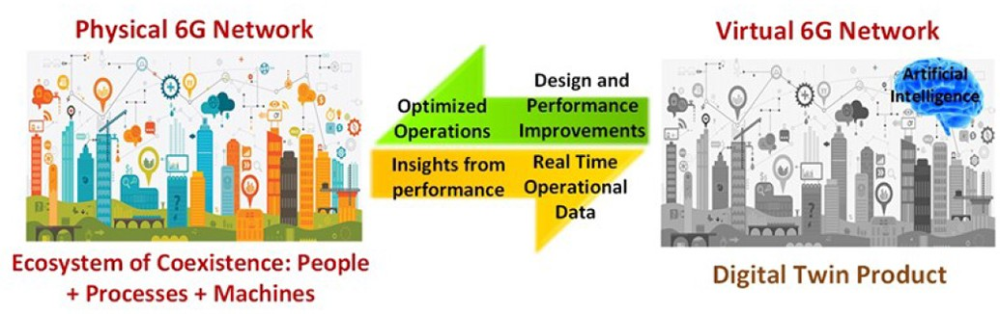 Physical 6G Network
Ecosystem of Coexistence: People
+ Processes + Machines
Optimized
Operations
Design and
Performance
Improvements
Insights from
performance
Real Time
Operational
Data
Virtual 6G Network
Artificial
Intelligence
Digital Twin Product